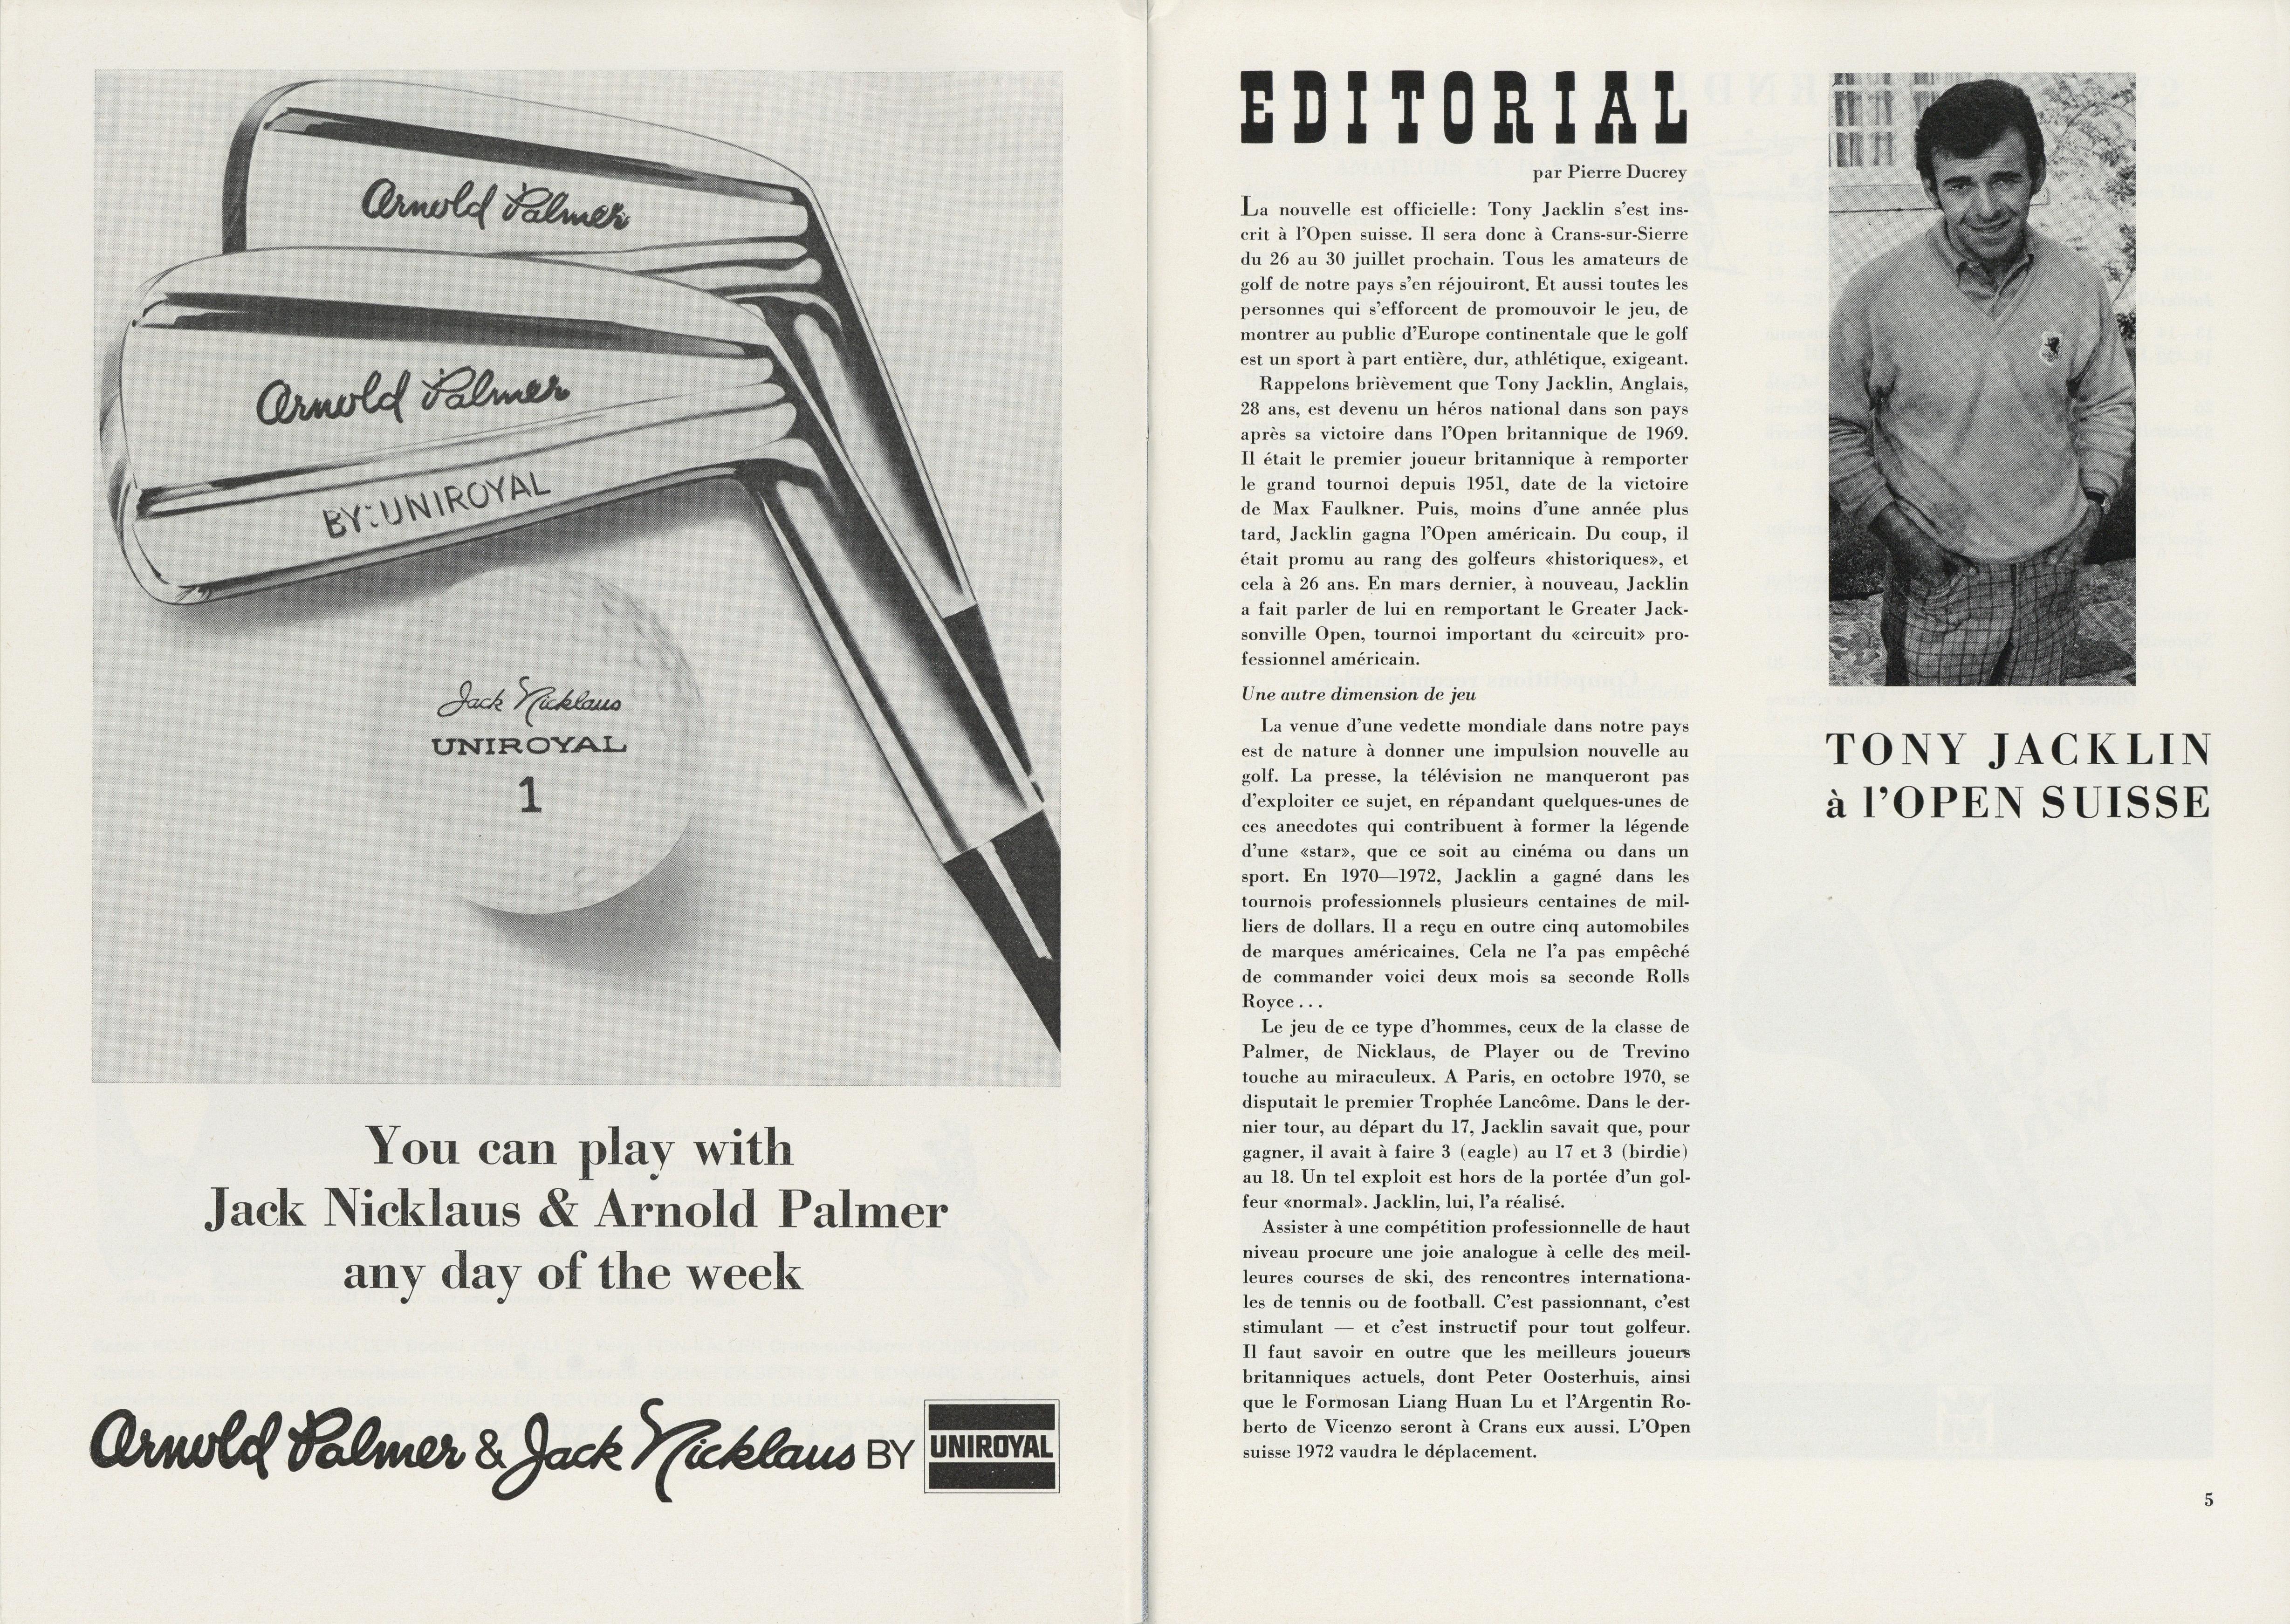 Arnold Palmer
Arnold Palmer
BY: UNIROYAL
Jack Nicklaus
UNIROYAL
1
You can play with
Jack Nicklaus & Arnold Palmer
any day of the week
Arnold Palmer & Jack Nicklaus BY UNIROYAL
EDITORIAL
par Pierre Ducrey
La nouvelle est officielle: Tony Jacklin s'est ins-
crit à l'Open suisse. Il sera donc à Crans-sur-Sierre
du 26 au 30 juillet prochain. Tous les amateurs de
golf de notre pays s'en réjouiront. Et aussi toutes les
personnes qui s'efforcent de promouvoir le jeu, de
montrer au public d'Europe continentale que le golf
est un sport à part entière, dur, athlétique, exigeant.
Rappelons brièvement que Tony Jacklin, Anglais,
28 ans, est devenu un héros national dans son pays
après sa victoire dans l'Open britannique de 1969.
Il était le premier joueur britannique à remporter
le grand tournoi depuis 1951, date de la victoire
de Max Faulkner. Puis, moins d'une année plus
tard, Jacklin gagna l'Open américain. Du coup, il
était promu au rang des golfeurs «historiques», et
cela à 26 ans. En mars dernier, à nouveau, Jacklin
a fait parler de lui en remportant le Greater Jack-
sonville Open, tournoi important du «circuit» pro-
fessionnel américain.
Une autre dimension de jeu
La venue d'une vedette mondiale dans notre pays
est de nature à donner une impulsion nouvelle au
golf. La presse, la télévision ne manqueront pas
d'exploiter ce sujet, en répandant quelques-unes de
ces anecdotes qui contribuent à former la légende
d'une «star», que ce soit au cinéma ou dans un
sport. En 1970—1972, Jacklin a gagné dans les
tournois professionnels plusieurs centaines de mil-
liers de dollars. Il a reçu en outre cinq automobiles
de marques américaines. Cela ne l'a pas empêché
de commander voici deux mois sa seconde Rolls
Royce . . .
Le jeu de ce type d'hommes, ceux de la classe de
Palmer, de Nicklaus, de Player ou de Trevino
touche au miraculeux. A Paris, en octobre 1970, se
disputait le premier Trophée Lancôme. Dans le der-
nier tour, au départ du 17, Jacklin savait que, pour
gagner, il avait à faire 3 (eagle) au 17 et 3 (birdie)
au 18. Un tel exploit est hors de la portée d'un gol-
feur «normal». Jacklin, lui, l'a réalisé.
Assister à une compétition professionnelle de haut
niveau procure une joie analogue à celle des meil-
leures courses de ski, des rencontres internationa-
les de tennis ou de football. C'est passionnant, c'est
stimulant — et c'est instructif pour tout golfeur.
Il faut savoir en outre que les meilleurs joueurs
britanniques actuels, dont Peter Oosterhuis, ainsi
que le Formosan Liang Huan Lu et l'Argentin Ro-
berto de Vicenzo seront à Crans eux aussi. L'Open
suisse 1972 vaudra le déplacement.
TONY JACKLIN
à l'OPEN SUISSE
5